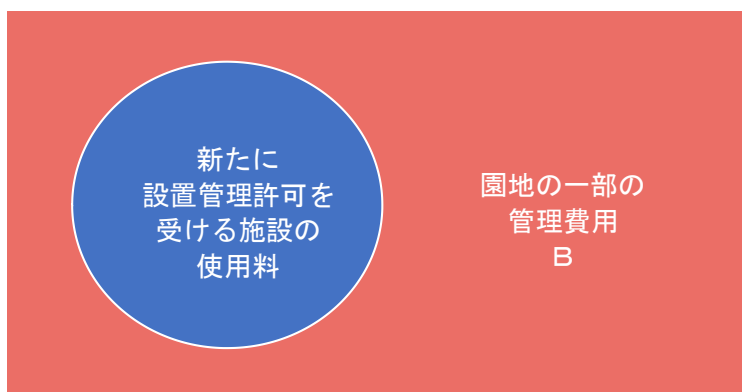 新たに
設置管理許可を
受ける施設の
使用料
園地の一部の
管理費用
B